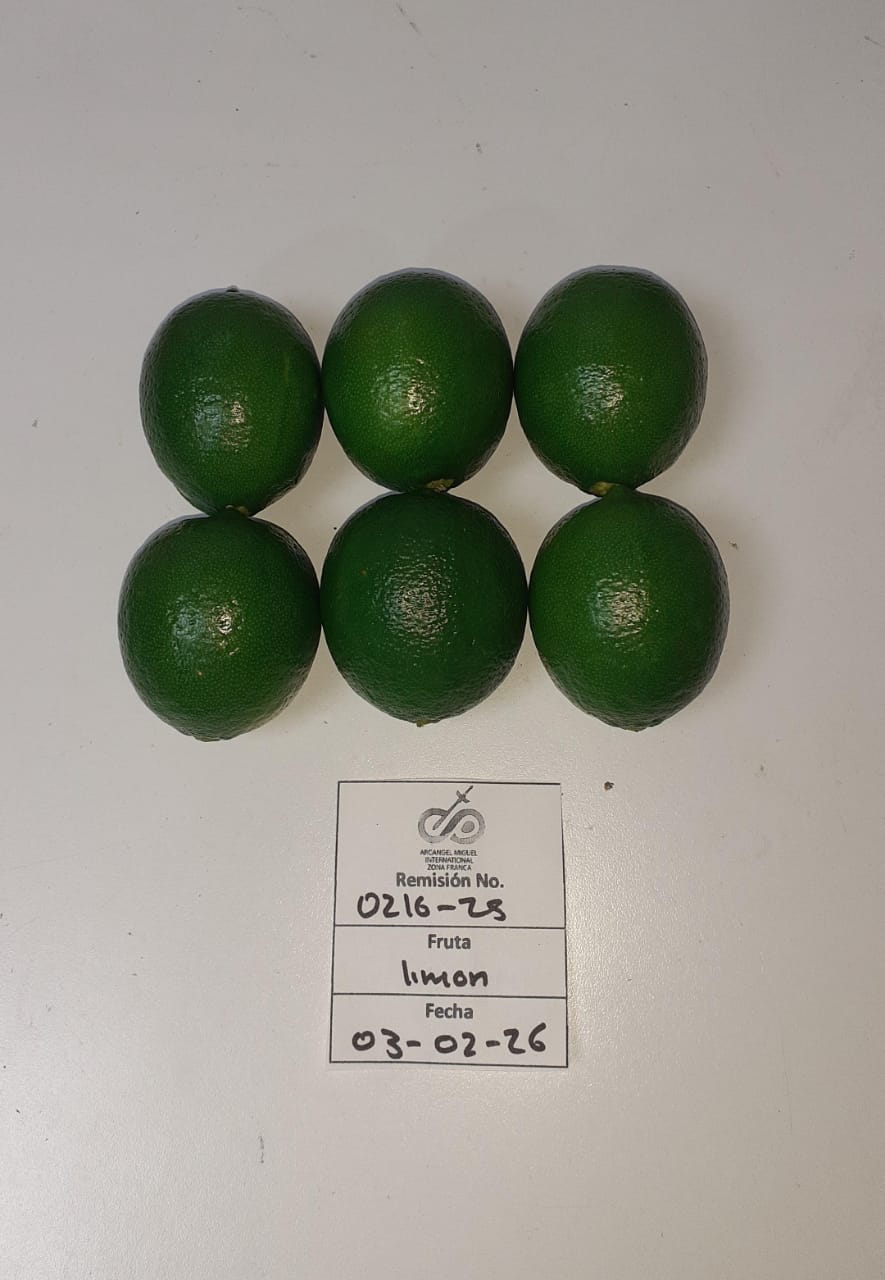 ARCANGEL MIGUEL
INTERNATIONAL
ZONA FRANCA
Remisión No.
0216-25
Fruta
limon
Fecha
03-02-26